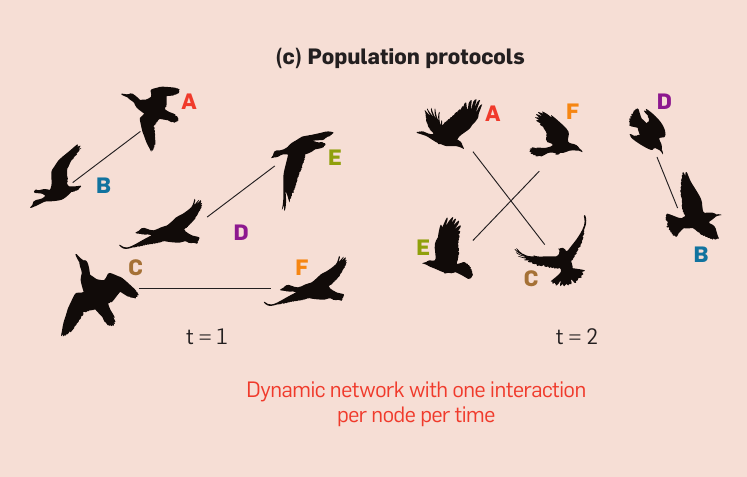 (c) Population protocols
A
B
E
D
C
F
t = 1
A
F
D
E
C
B
t = 2
Dynamic network with one interaction
per node per time